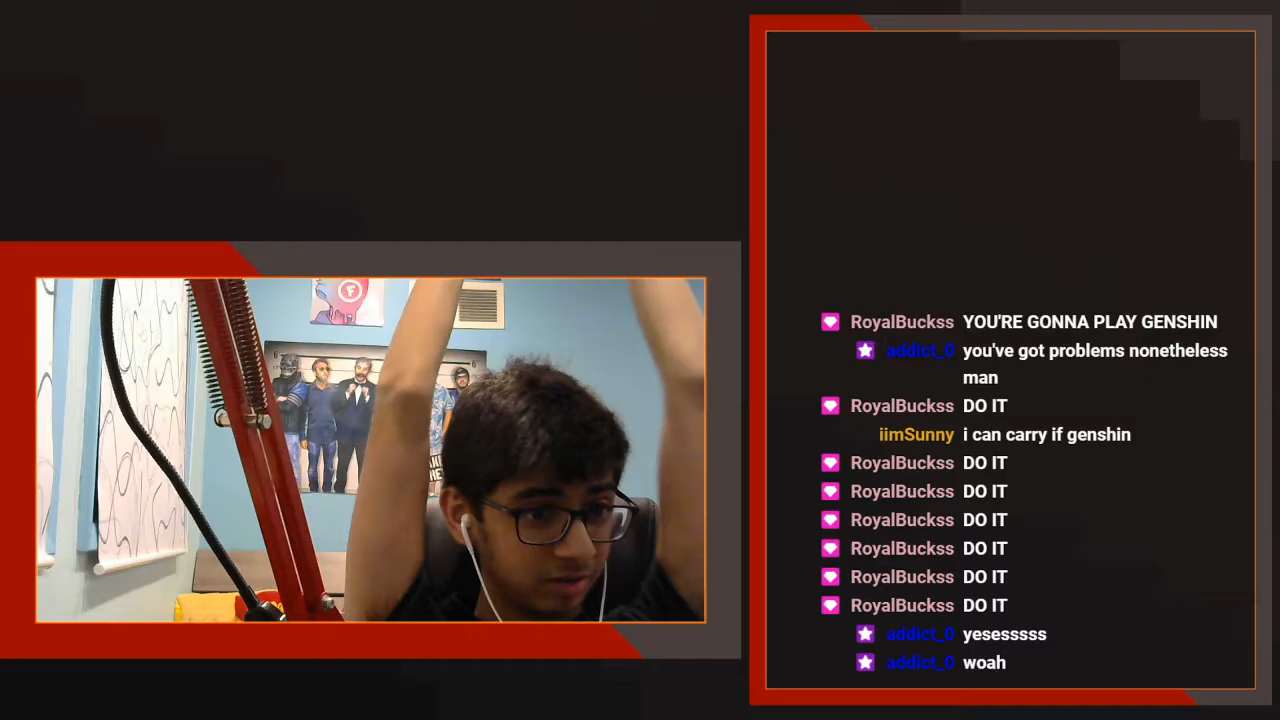 RoyalBuckss YOU'RE GONNA PLAY GENSHIN
addict_0 you've got problems nonetheless
man
RoyalBuckss DO IT
iimSunny i can carry if genshin
RoyalBuckss DO IT
RoyalBuckss DO IT
RoyalBuckss DO IT
RoyalBuckss DO IT
RoyalBuckss DO IT
RoyalBuckss DO IT
addict_0 yesesssss
addict_0 woah